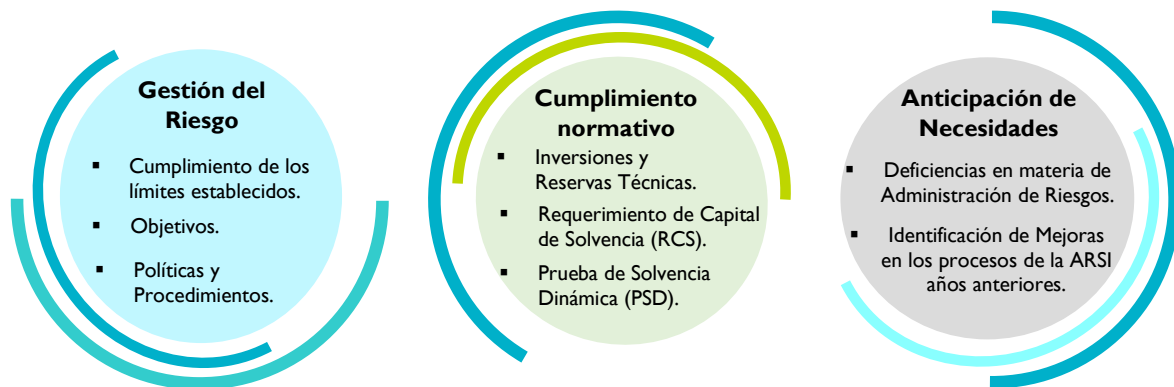 Gestión del
Riesgo
▪ Cumplimiento de los
límites establecidos.
▪ Objetivos.
▪ Políticas y
Procedimientos.
Cumplimiento
normativo
▪ Inversiones y
Reservas Técnicas.
▪ Requerimiento de Capital
de Solvencia (RCS).
▪ Prueba de Solvencia
Dinámica (PSD).
Anticipación de
Necesidades
▪ Deficiencias en materia de
Administración de Riesgos.
▪ Identificación de Mejoras
en los procesos de la ARSI
años anteriores.